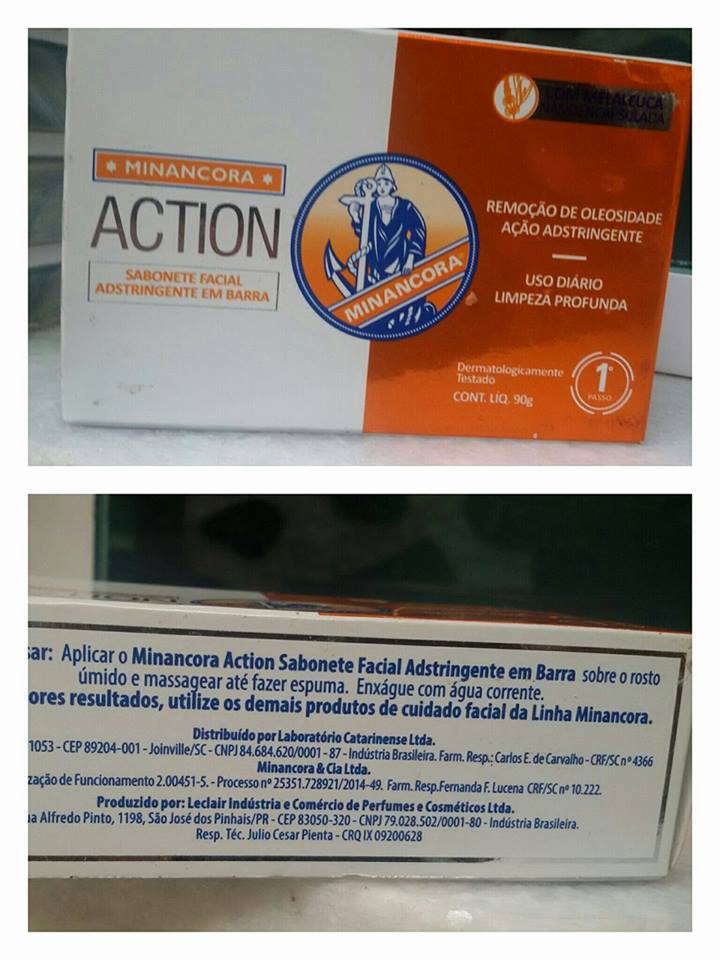 COM MELALEUCA
MINANCORA
ACTION
SABONETE FACIAL
ADSTRINGENTE EM BARRA
MINANCORA
REMOÇÃO DE OLEOSIDADE
AÇÃO ADSTRINGENTE
USO DIÁRIO
LIMPEZA PROFUNDA
Dermatologicamente
Testado
CONT. LÍQ. 90g
1º
PASSO
sar: Aplicar o Minancora Action Sabonete Facial Adstringente em Barra sobre o rosto
úmido e massagear até fazer espuma. Enxágue com água corrente.
ores resultados, utilize os demais produtos de cuidado facial da Linha Minancora.
Distribuído por Laboratório Catarinense Ltda.
1053 - CEP 89204-001 - Joinville/SC - CNPJ 84.684.620/0001 - 87 - Indústria Brasileira. Farm. Resp.: Carlos E. de Carvalho - CRF/SC nº 4366
Minancora & Cia Ltda.
zação de Funcionamento 2.00451-5. - Processo nº 25351.728921/2014-49. Farm. Resp.Fernanda F. Lucena CRF/SC nº 10.222.
Produzido por: Leclair Indústria e Comércio de Perfumes e Cosméticos Ltda.
ua Alfredo Pinto, 1198, São José dos Pinhais/PR - CEP 83050-320 - CNPJ 79.028.502/0001-80 - Indústria Brasileira.
Resp. Téc. Julio Cesar Pienta - CRQ IX 09200628